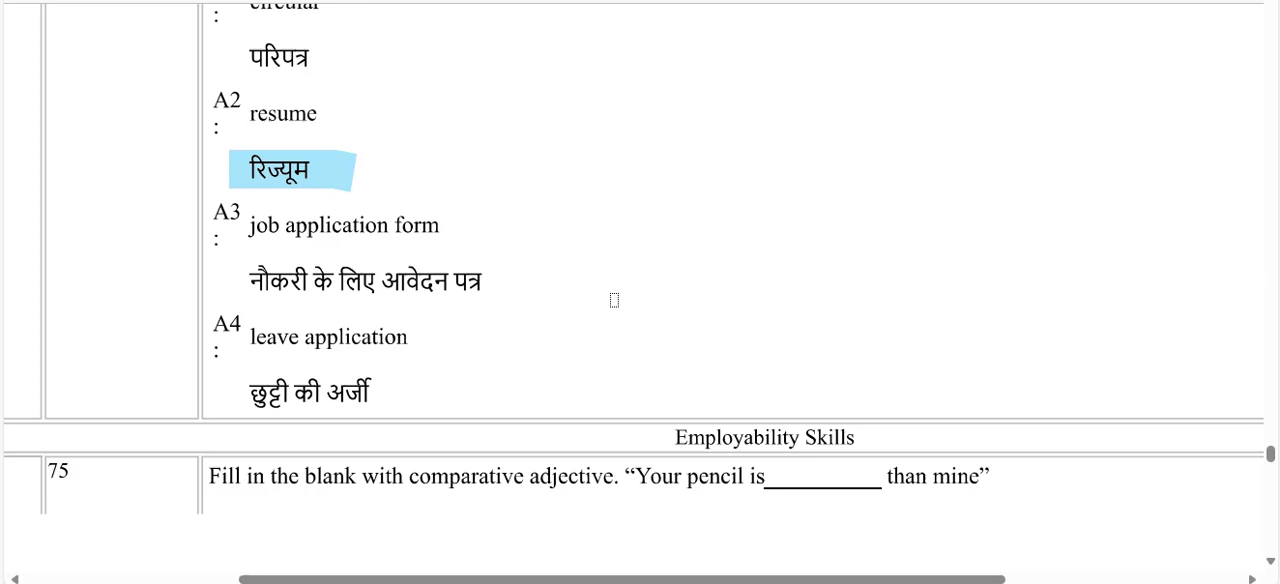 circular
:
परिपत्र
A2
resume
:
रिज्यूम
A3
job application form
:
नौकरी के लिए आवेदन पत्र
A4
leave application
:
छुट्टी की अर्जी
Employability Skills
75
Fill in the blank with comparative adjective. “Your pencil is__________ than mine”